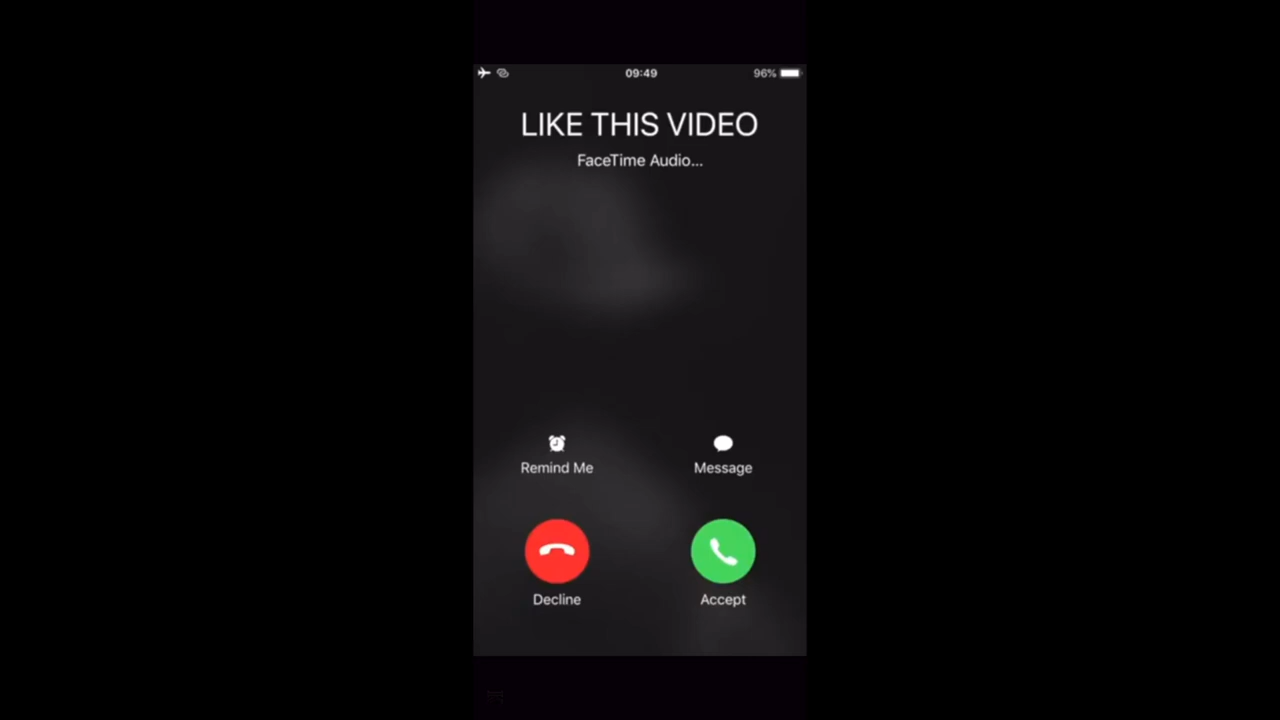 09:49 96%
LIKE THIS VIDEO
FaceTime Audio...
Remind Me Message
Decline Accept